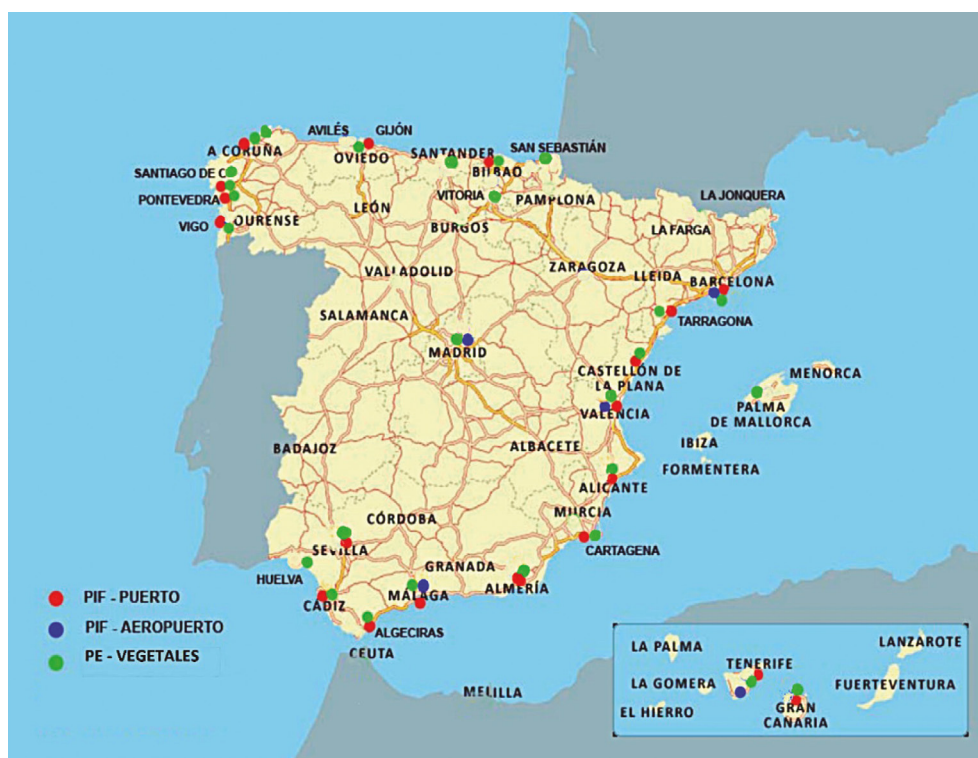 AVILÉS
GIJÓN
A CORUÑA
OVIEDO
SANTANDER
SAN SEBASTIÁN
BILBAO
SANTIAGO DE C
VITORIA
PAMPLONA
LA JONQUERA
PONTEVEDRA
LEÓN
VIGO
OURENSE
BURGOS
LA FARGA
VALLADOLID
ZARAGOZA
LLEIDA
BARCELONA
SALAMANCA
TARRAGONA
MADRID
CASTELLÓN DE
LA PLANA
MENORCA
VALENCIA
PALMA
DE MALLORCA
BADAJOZ
ALBACETE
IBIZA
FORMENTERA
ALICANTE
MURCIA
CÓRDOBA
SEVILLA
CARTAGENA
HUELVA
GRANADA
CÁDIZ
MÁLAGA
ALMERÍA
ALGECIRAS
CEUTA
MELILLA
PIF - PUERTO
PIF - AEROPUERTO
PE - VEGETALES
LA PALMA
LANZAROTE
TENERIFE
LA GOMERA
FUERTEVENTURA
EL HIERRO
GRAN
CANARIA